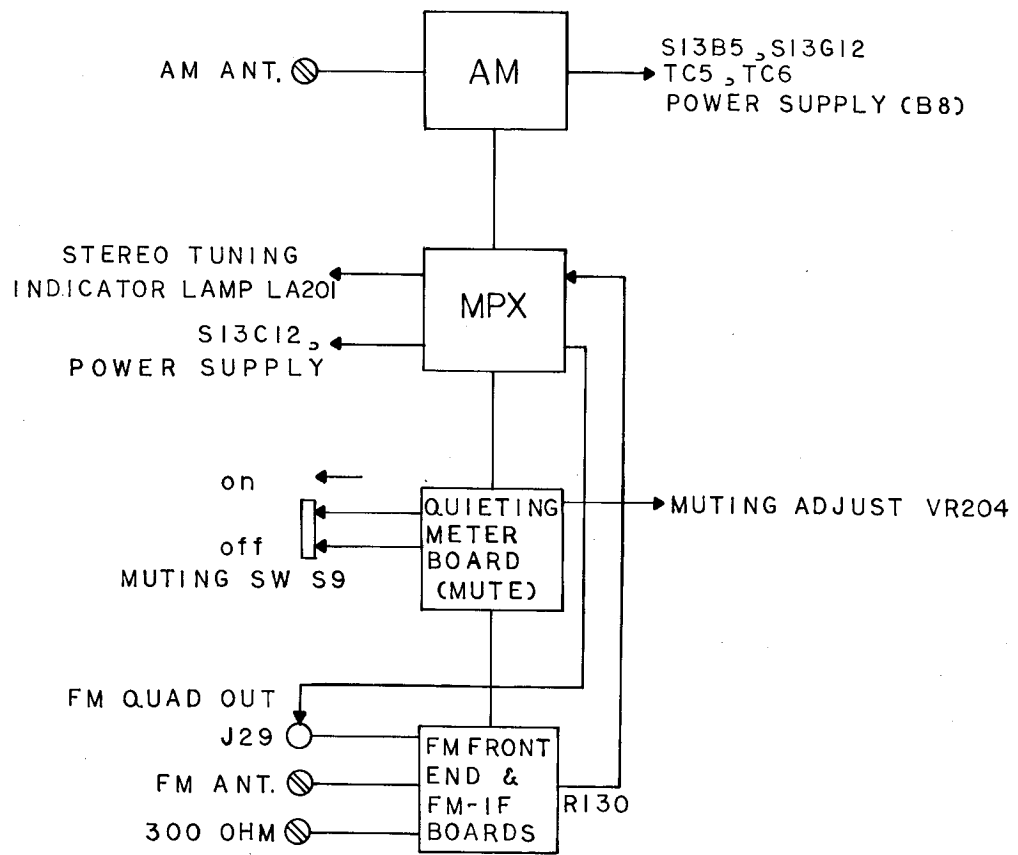 AM ANT.
AM
S13B5, S13G12
TC5, TC6
POWER SUPPLY (B8)
STEREO TUNING
INDICATOR LAMP LA201
MPX
S13C12,
POWER SUPPLY
on
off
MUTING SW S9
QUIETING
METER
BOARD
(MUTE)
MUTING ADJUST VR204
FM QUAD OUT
J29
FM ANT.
300 OHM
FM FRONT
END &
FM-IF
BOARDS
R130